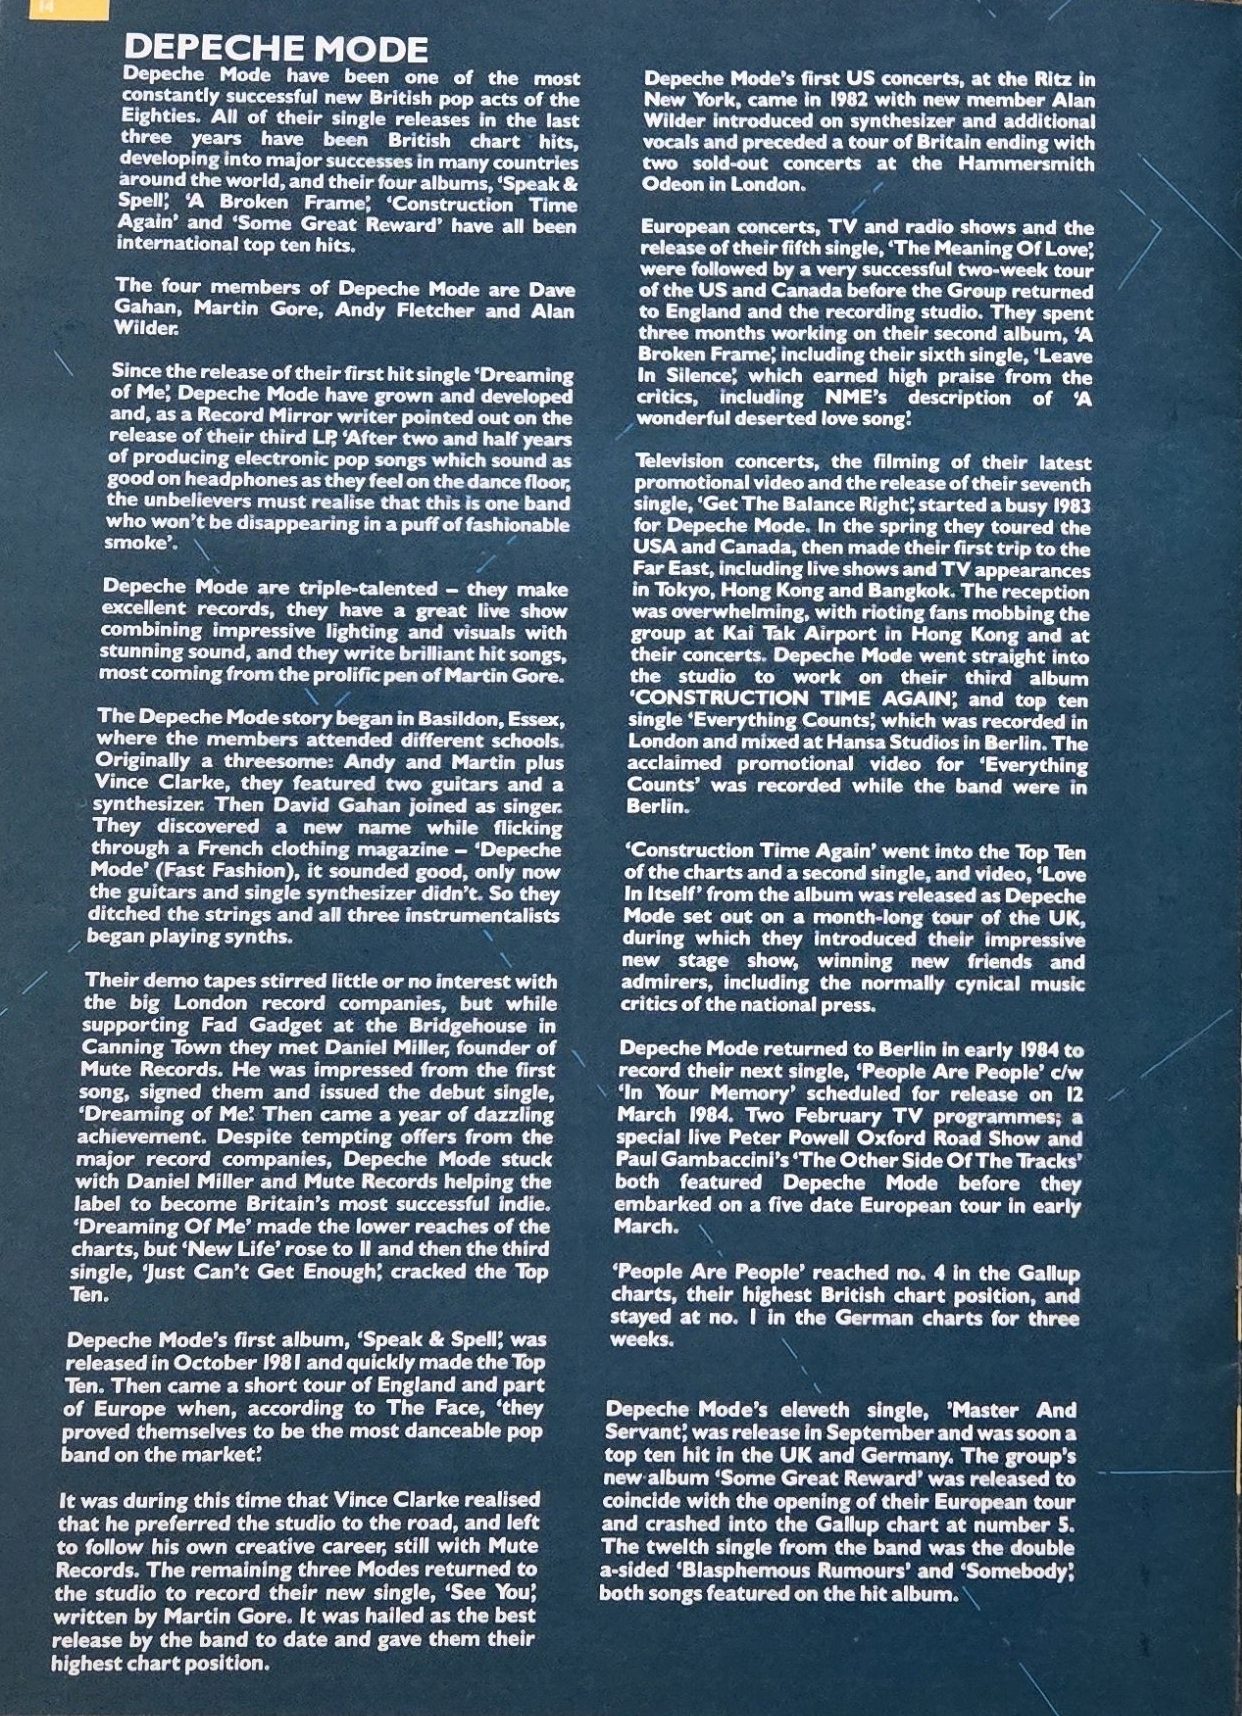 14
DEPECHE MODE
Depeche Mode have been one of the most
constantly successful new British pop acts of the
Eighties. All of their single releases in the last
three years have been British chart hits,
developing into major successes in many countries
around the world, and their four albums, ‘Speak &
Spell’, ‘A Broken Frame’, ‘Construction Time
Again’ and ‘Some Great Reward’ have all been
international top ten hits.
The four members of Depeche Mode are Dave
Gahan, Martin Gore, Andy Fletcher and Alan
Wilder.
Since the release of their first hit single ‘Dreaming
of Me’, Depeche Mode have grown and developed
and, as a Record Mirror writer pointed out on the
release of their third LP, ‘After two and half years
of producing electronic pop songs which sound as
good on headphones as they feel on the dance floor,
the unbelievers must realise that this is one band
who won’t be disappearing in a puff of fashionable
smoke’.
Depeche Mode are triple-talented – they make
excellent records, they have a great live show
combining impressive lighting and visuals with
stunning sound, and they write brilliant hit songs,
most coming from the prolific pen of Martin Gore.
The Depeche Mode story began in Basildon, Essex,
where the members attended different schools.
Originally a threesome: Andy and Martin plus
Vince Clarke, they featured two guitars and a
synthesizer. Then David Gahan joined as singer.
They discovered a new name while flicking
through a French clothing magazine – ‘Depeche
Mode’ (Fast Fashion), it sounded good, only now
the guitars and single synthesizer didn’t. So they
ditched the strings and all three instrumentalists
began playing synths.
Their demo tapes stirred little or no interest with
the big London record companies, but while
supporting Fad Gadget at the Bridgehouse in
Canning Town they met Daniel Miller, founder of
Mute Records. He was impressed from the first
song, signed them and issued the debut single,
‘Dreaming of Me’. Then came a year of dazzling
achievement. Despite tempting offers from the
major record companies, Depeche Mode stuck
with Daniel Miller and Mute Records helping the
label to become Britain’s most successful indie.
‘Dreaming Of Me’ made the lower reaches of the
charts, but ‘New Life’ rose to 11 and then the third
single, ‘Just Can’t Get Enough’, cracked the Top
Ten.
Depeche Mode’s first album, ‘Speak & Spell’, was
released in October 1981 and quickly made the Top
Ten. Then came a short tour of England and part
of Europe when, according to The Face, ‘they
proved themselves to be the most danceable pop
band on the market’.
It was during this time that Vince Clarke realised
that he preferred the studio to the road, and left
to follow his own creative career, still with Mute
Records. The remaining three Modes returned to
the studio to record their new single, ‘See You’,
written by Martin Gore. It was hailed as the best
release by the band to date and gave them their
highest chart position.
Depeche Mode’s first US concerts, at the Ritz in
New York, came in 1982 with new member Alan
Wilder introduced on synthesizer and additional
vocals and preceded a tour of Britain ending with
two sold-out concerts at the Hammersmith
Odeon in London.
European concerts, TV and radio shows and the
release of their fifth single, ‘The Meaning Of Love’,
were followed by a very successful two-week tour
of the US and Canada before the Group returned
to England and the recording studio. They spent
three months working on their second album, ‘A
Broken Frame’, including their sixth single, ‘Leave
In Silence’, which earned high praise from the
critics, including NME’s description of ‘A
wonderful deserted love song’.
Television concerts, the filming of their latest
promotional video and the release of their seventh
single, ‘Get The Balance Right’, started a busy 1983
for Depeche Mode. In the spring they toured the
USA and Canada, then made their first trip to the
Far East, including live shows and TV appearances
in Tokyo, Hong Kong and Bangkok. The reception
was overwhelming, with rioting fans mobbing the
group at Kai Tak Airport in Hong Kong and at
their concerts. Depeche Mode went straight into
the studio to work on their third album
‘CONSTRUCTION TIME AGAIN’, and top ten
single ‘Everything Counts’, which was recorded in
London and mixed at Hansa Studios in Berlin. The
acclaimed promotional video for ‘Everything
Counts’ was recorded while the band were in
Berlin.
‘Construction Time Again’ went into the Top Ten
of the charts and a second single, and video, ‘Love
In Itself’ from the album was released as Depeche
Mode set out on a month-long tour of the UK,
during which they introduced their impressive
new stage show, winning new friends and
admirers, including the normally cynical music
critics of the national press.
Depeche Mode returned to Berlin in early 1984 to
record their next single, ‘People Are People’ c/w
‘In Your Memory’ scheduled for release on 12
March 1984. Two February TV programmes; a
special live Peter Powell Oxford Road Show and
Paul Gambaccini’s ‘The Other Side Of The Tracks’
both featured Depeche Mode before they
embarked on a five date European tour in early
March.
‘People Are People’ reached no. 4 in the Gallup
charts, their highest British chart position, and
stayed at no. 1 in the German charts for three
weeks.
Depeche Mode’s eleveth single, ’Master And
Servant’, was release in September and was soon a
top ten hit in the UK and Germany. The group’s
new album ‘Some Great Reward’ was released to
coincide with the opening of their European tour
and crashed into the Gallup chart at number 5.
The twelth single from the band was the double
a-sided ‘Blasphemous Rumours’ and ‘Somebody’,
both songs featured on the hit album.